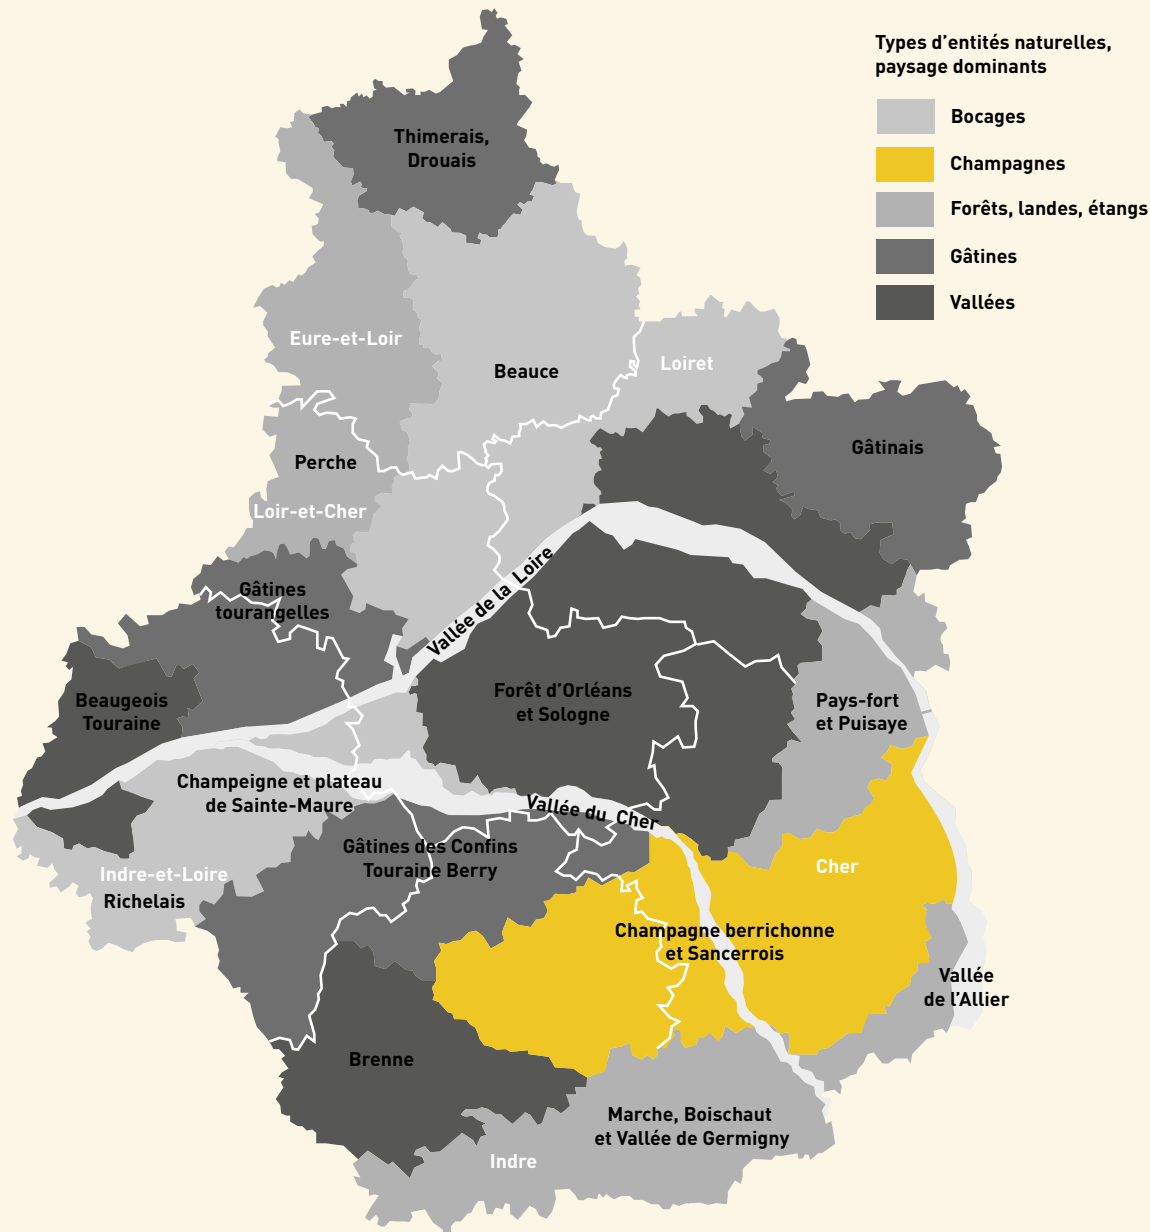 Types d’entités naturelles,
paysage dominants
Bocages
Champagnes
Forêts, landes, étangs
Gâtines
Vallées
Thimerais,
Drouais
Eure-et-Loir
Beauce
Loiret
Gâtinais
Perche
Loir-et-Cher
Gâtines
tourangelles
Vallée de la Loire
Beaugeois
Touraine
Forêt d’Orléans
et Sologne
Pays-fort
et Puisaye
Champeigne et plateau
de Sainte-Maure
Vallée du Cher
Gâtines des Confins
Touraine Berry
Indre-et-Loire
Richelais
Cher
Champagne berrichonne
et Sancerrois
Vallée
de l’Allier
Brenne
Marche, Boischaut
et Vallée de Germigny
Indre